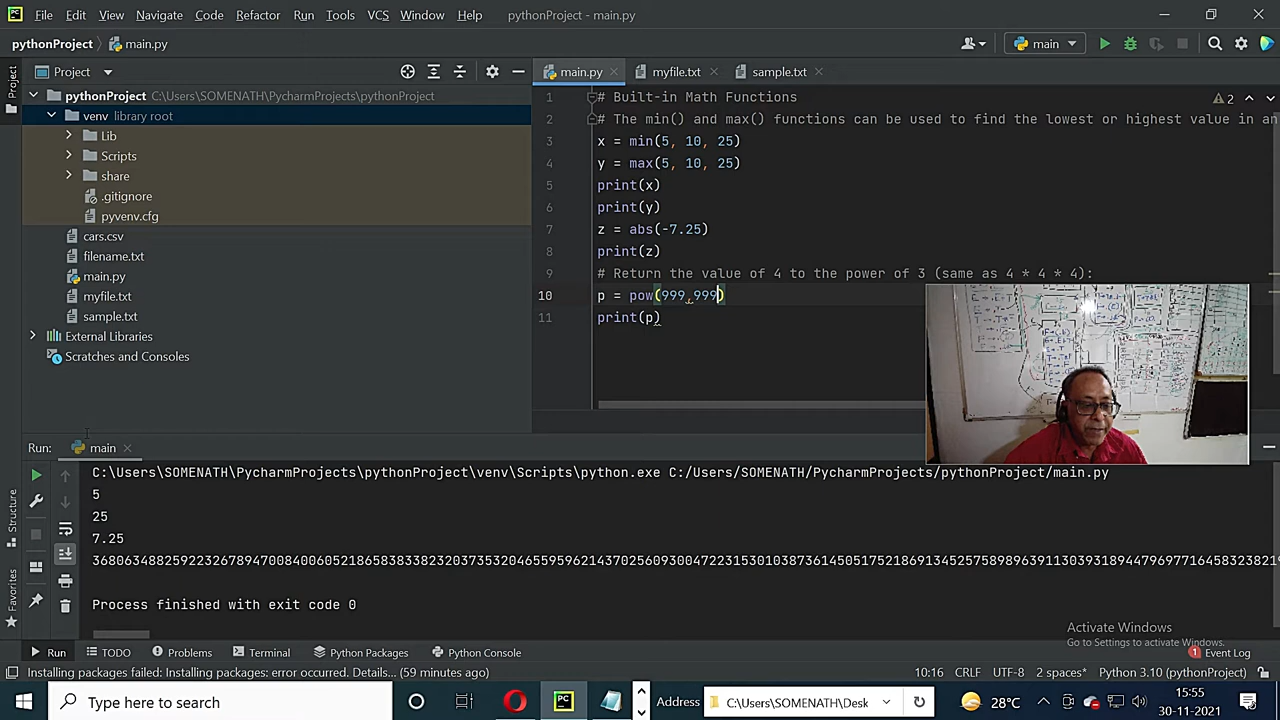 File Edit View Navigate Code Refactor Run Tools VCS Window Help pythonProject - main.py
pythonProject main.py main
Project main.py myfile.txt sample.txt
Project
pythonProject C:\Users\SOMENATH\PycharmProjects\pythonProject
venv library root
Lib
Scripts
share
.gitignore
pyvenv.cfg
cars.csv
filename.txt
main.py
myfile.txt
sample.txt
External Libraries
Scratches and Consoles
2
1 # Built-in Math Functions
2 # The min() and max() functions can be used to find the lowest or highest value in an
3 x = min(5, 10, 25)
4 y = max(5, 10, 25)
5 print(x)
6 print(y)
7 z = abs(-7.25)
8 print(z)
9 # Return the value of 4 to the power of 3 (same as 4 * 4 * 4):
10 p = pow(999,999)
11 print(p)
Run: main
C:\Users\SOMENATH\PycharmProjects\pythonProject\venv\Scripts\python.exe C:/Users/SOMENATH/PycharmProjects/pythonProject/main.py
5
25
7.25
Process finished with exit code 0
Structure
Favorites
Activate Windows
Go to Settings to activate Windows.
Run TODO Problems Terminal Python Packages Python Console 1 Event Log
Installing packages failed: Installing packages: error occurred. Details... (59 minutes ago) 10:16 CRLF UTF-8 2 spaces* Python 3.10 (pythonProject)
Type here to search Address C:\Users\SOMENATH\Desk 28°C 15:55
30-11-2021